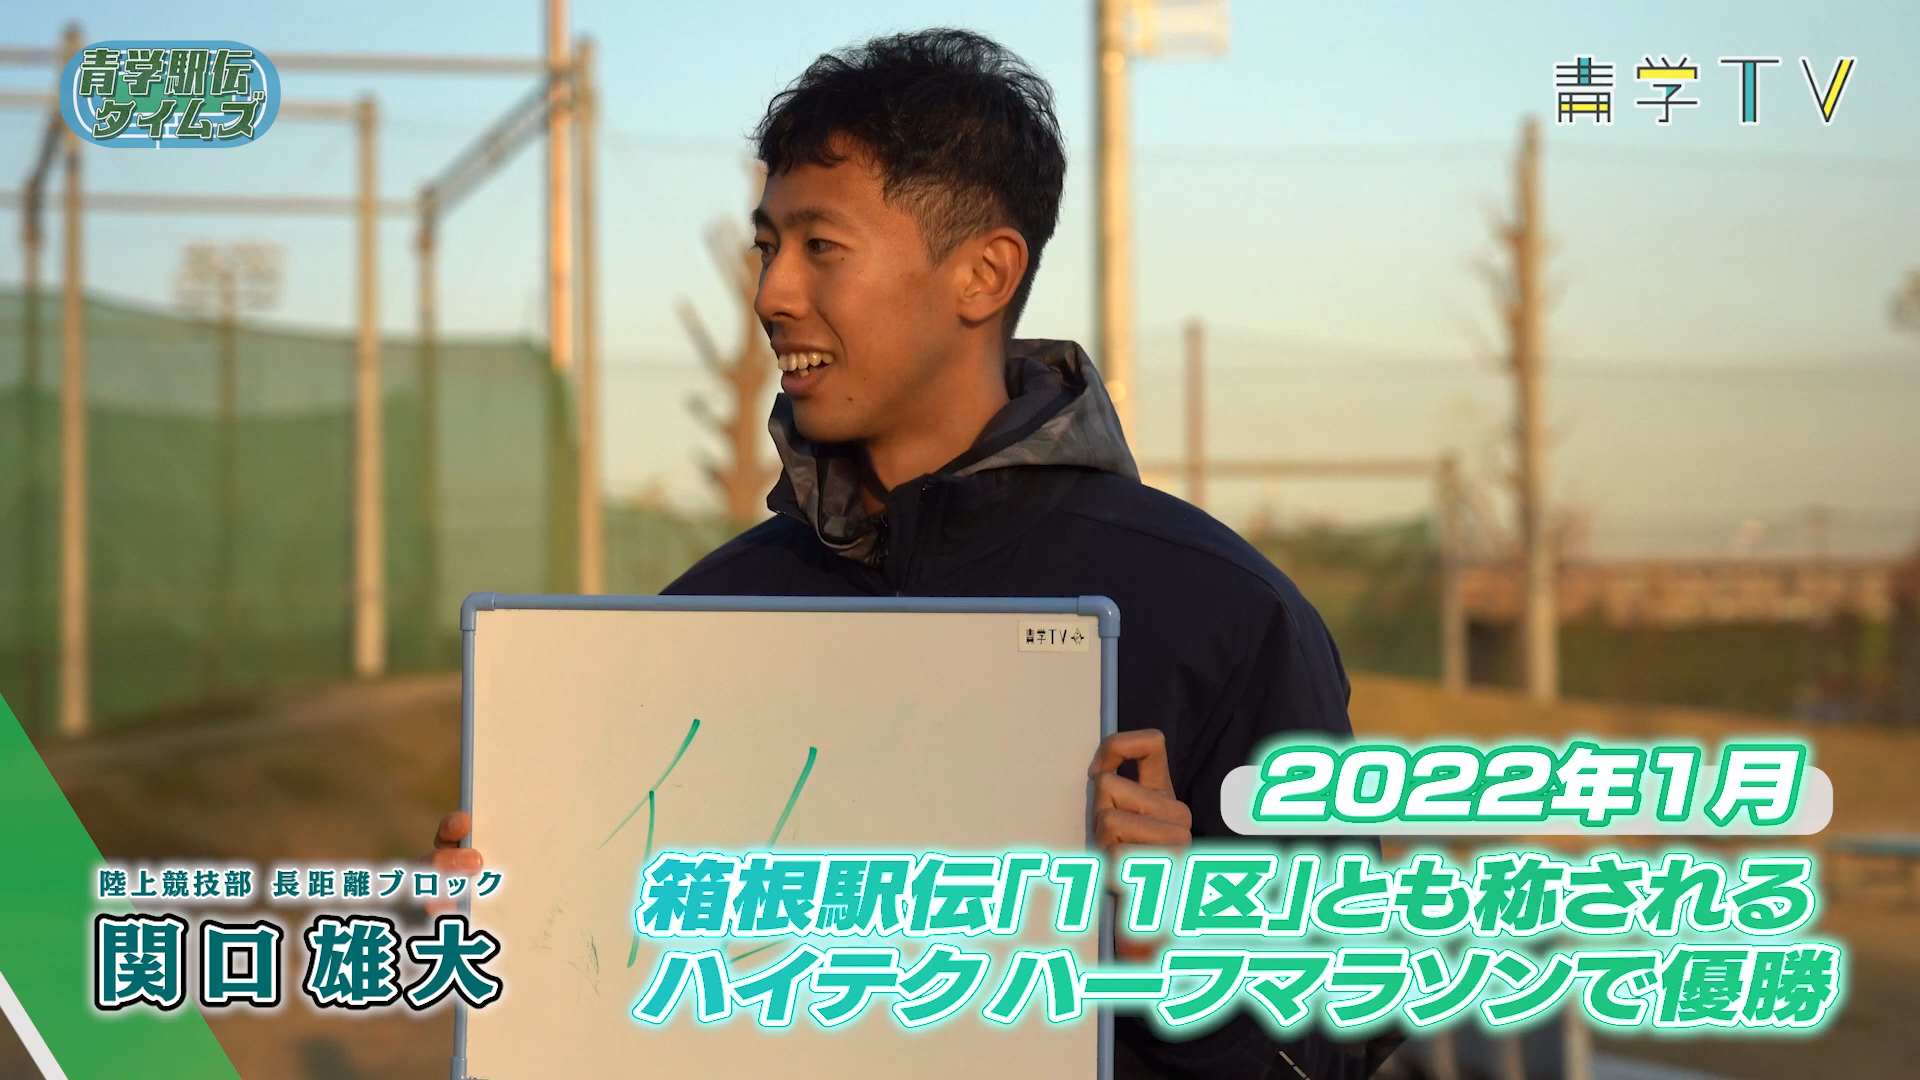 青学駅伝
タイムズ
青学TV
青学TV
2022年1月
箱根駅伝「11区」とも称される
ハイテクハーフマラソンで優勝
陸上競技部 長距離ブロック
関口 雄大